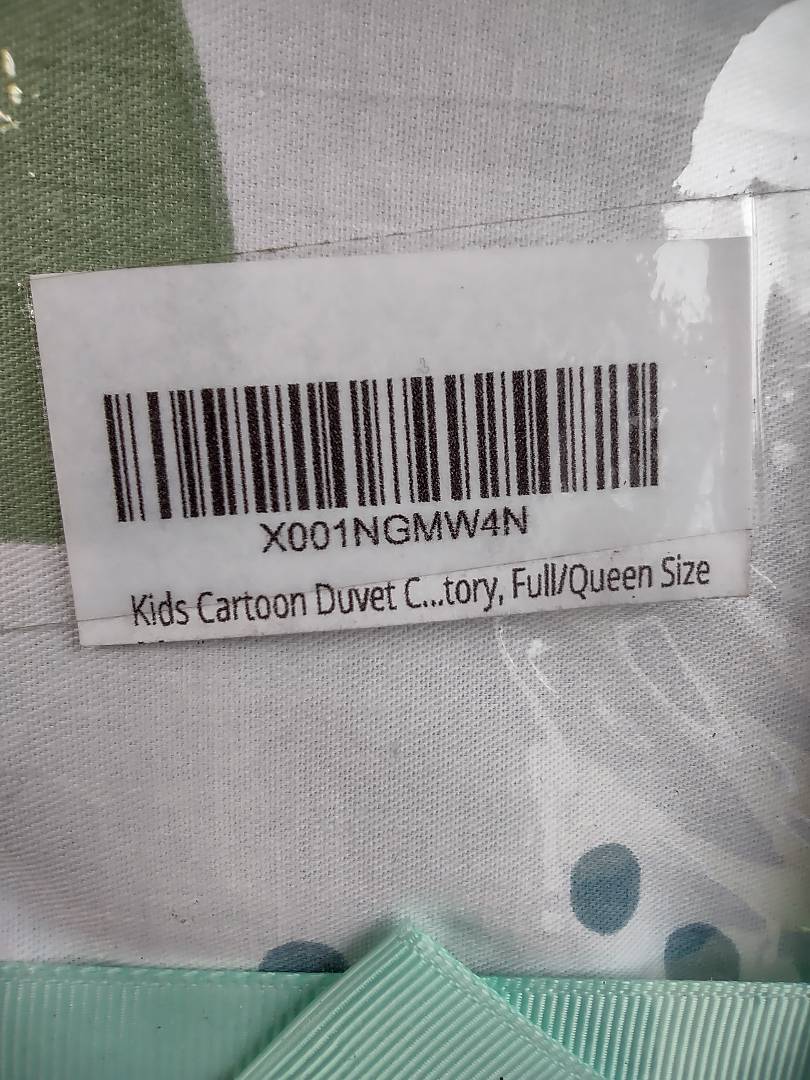 X001NGMW4N
Kids Cartoon Duvet C...tory, Full/Queen Size